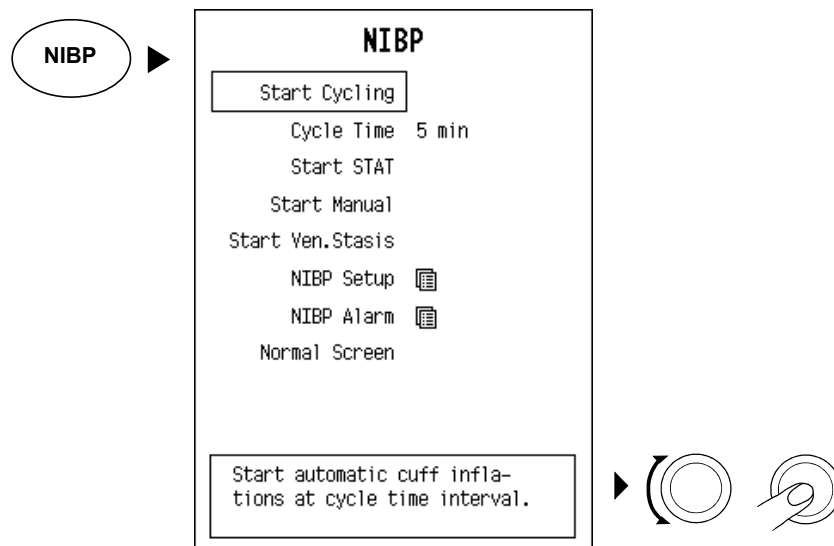 NIBP
NIBP
Start Cycling
Cycle Time 5 min
Start STAT
Start Manual
Start Ven.Stasis
NIBP Setup
NIBP Alarm
Normal Screen
Start automatic cuff infla-
tions at cycle time interval.